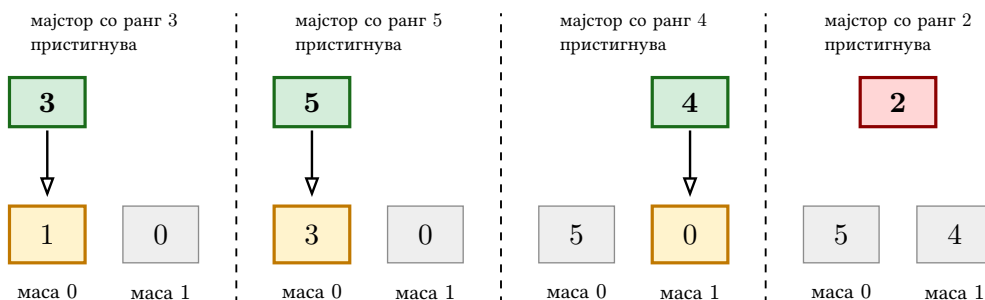 мајстор со ранг 3
пристигнува
3
1 0
маса 0 маса 1
мајстор со ранг 5
пристигнува
5
3 0
маса 0 маса 1
мајстор со ранг 4
пристигнува
4
5 0
маса 0 маса 1
мајстор со ранг 2
пристигнува
2
5 4
маса 0 маса 1